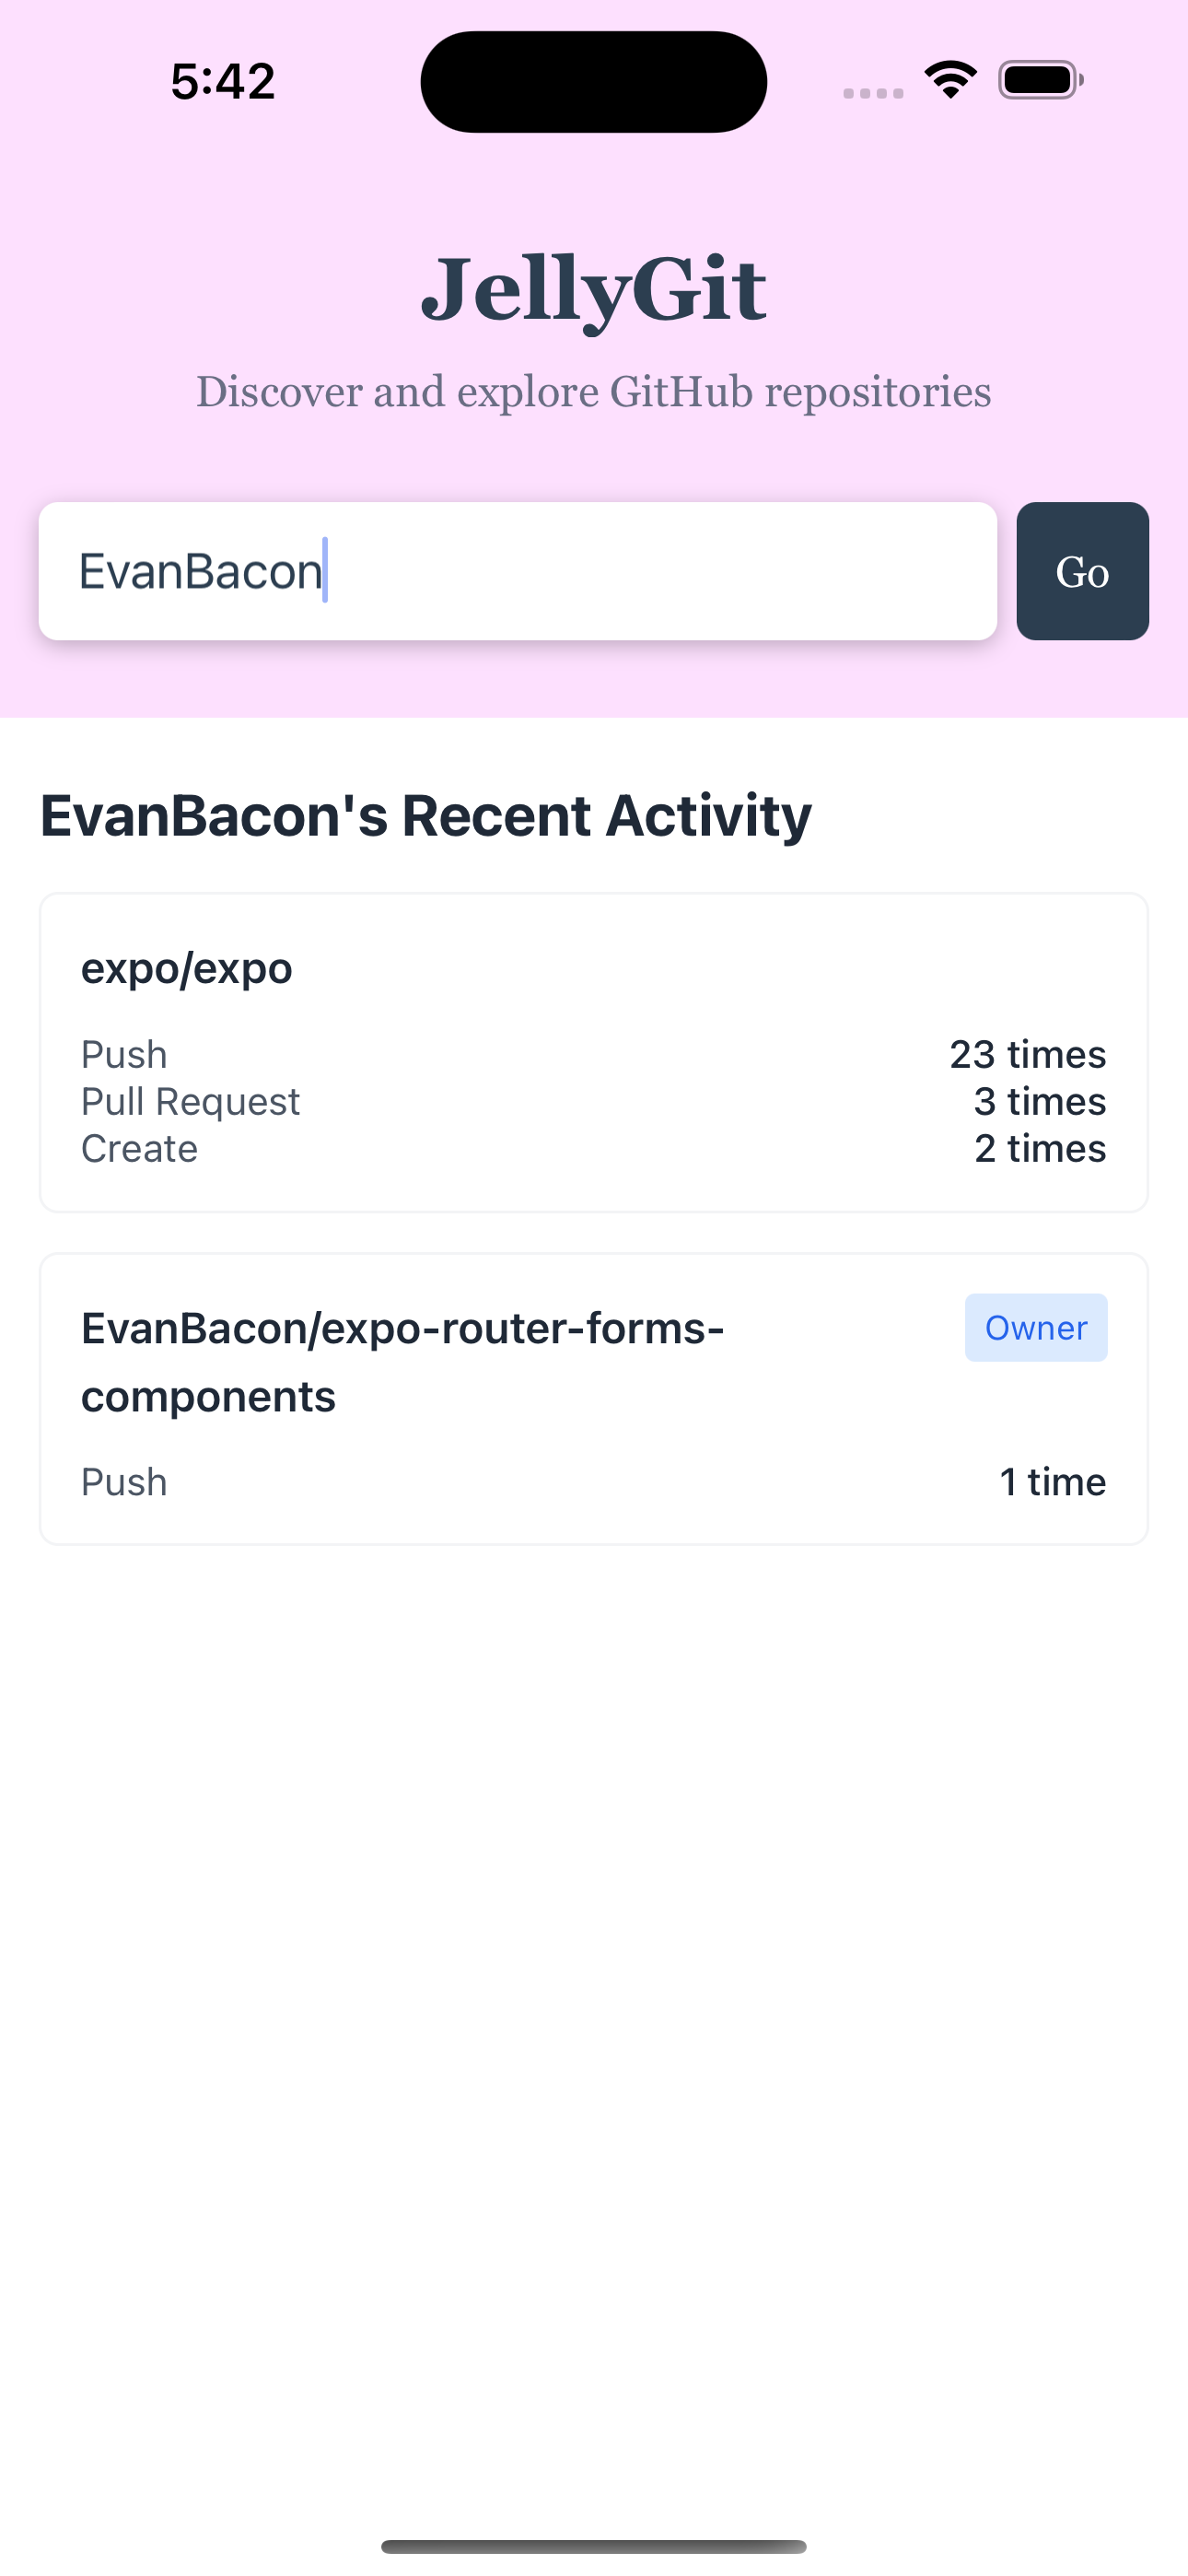 5:42
JellyGit
Discover and explore GitHub repositories
EvanBacon
Go
EvanBacon's Recent Activity
expo/expo
Push 23 times
Pull Request 3 times
Create 2 times
EvanBacon/expo-router-forms- Owner
components
Push 1 time